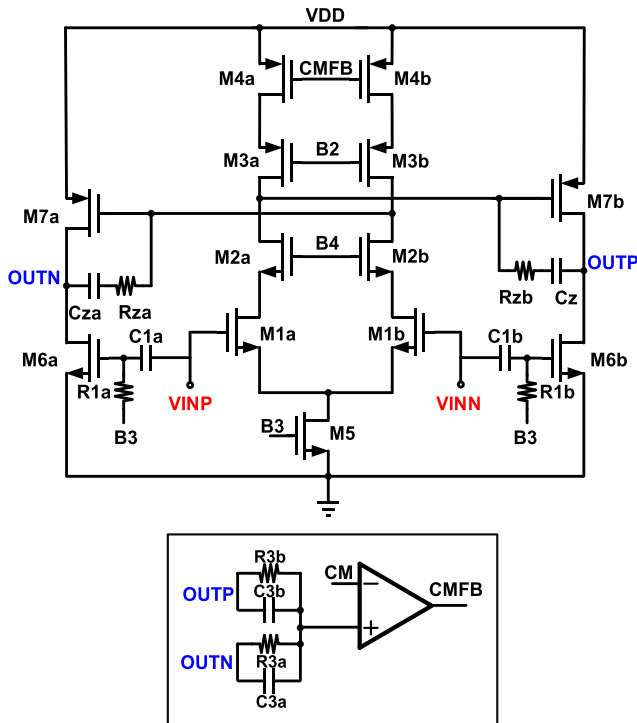 VDD
M4a CMFB M4b
M3a B2 M3b
M7a M7b
M2a B4 M2b
OUTN OUTP
Cza Rza Rzb Cz
M1a M1b
M6a C1a C1b M6b
R1a R1b
VINP VINN
B3 B3 M5 B3
R3b
CM CMFB
OUTP C3b −
+
OUTN R3a
C3a